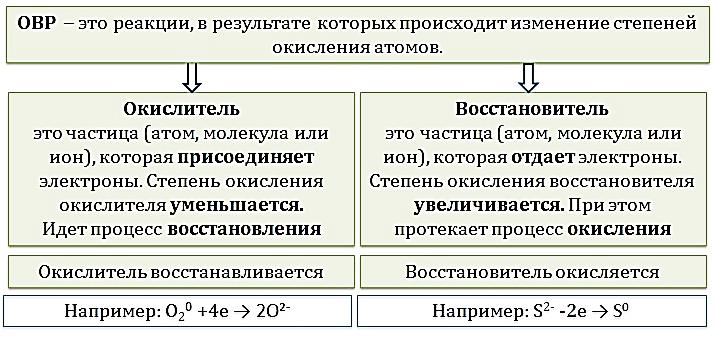 ОВР – это реакции, в результате которых происходит изменение степеней
окисления атомов.
Окислитель
это частица (атом, молекула или
ион), которая присоединяет
электроны. Степень окисления
окислителя уменьшается.
Идет процесс восстановления
Окислитель восстанавливается
Например: O₂⁰ +4e → 2O²⁻
Восстановитель
это частица (атом, молекула или
ион), которая отдает электроны.
Степень окисления восстановителя
увеличивается. При этом
протекает процесс окисления
Восстановитель окисляется
Например: S²⁻ -2e → S⁰